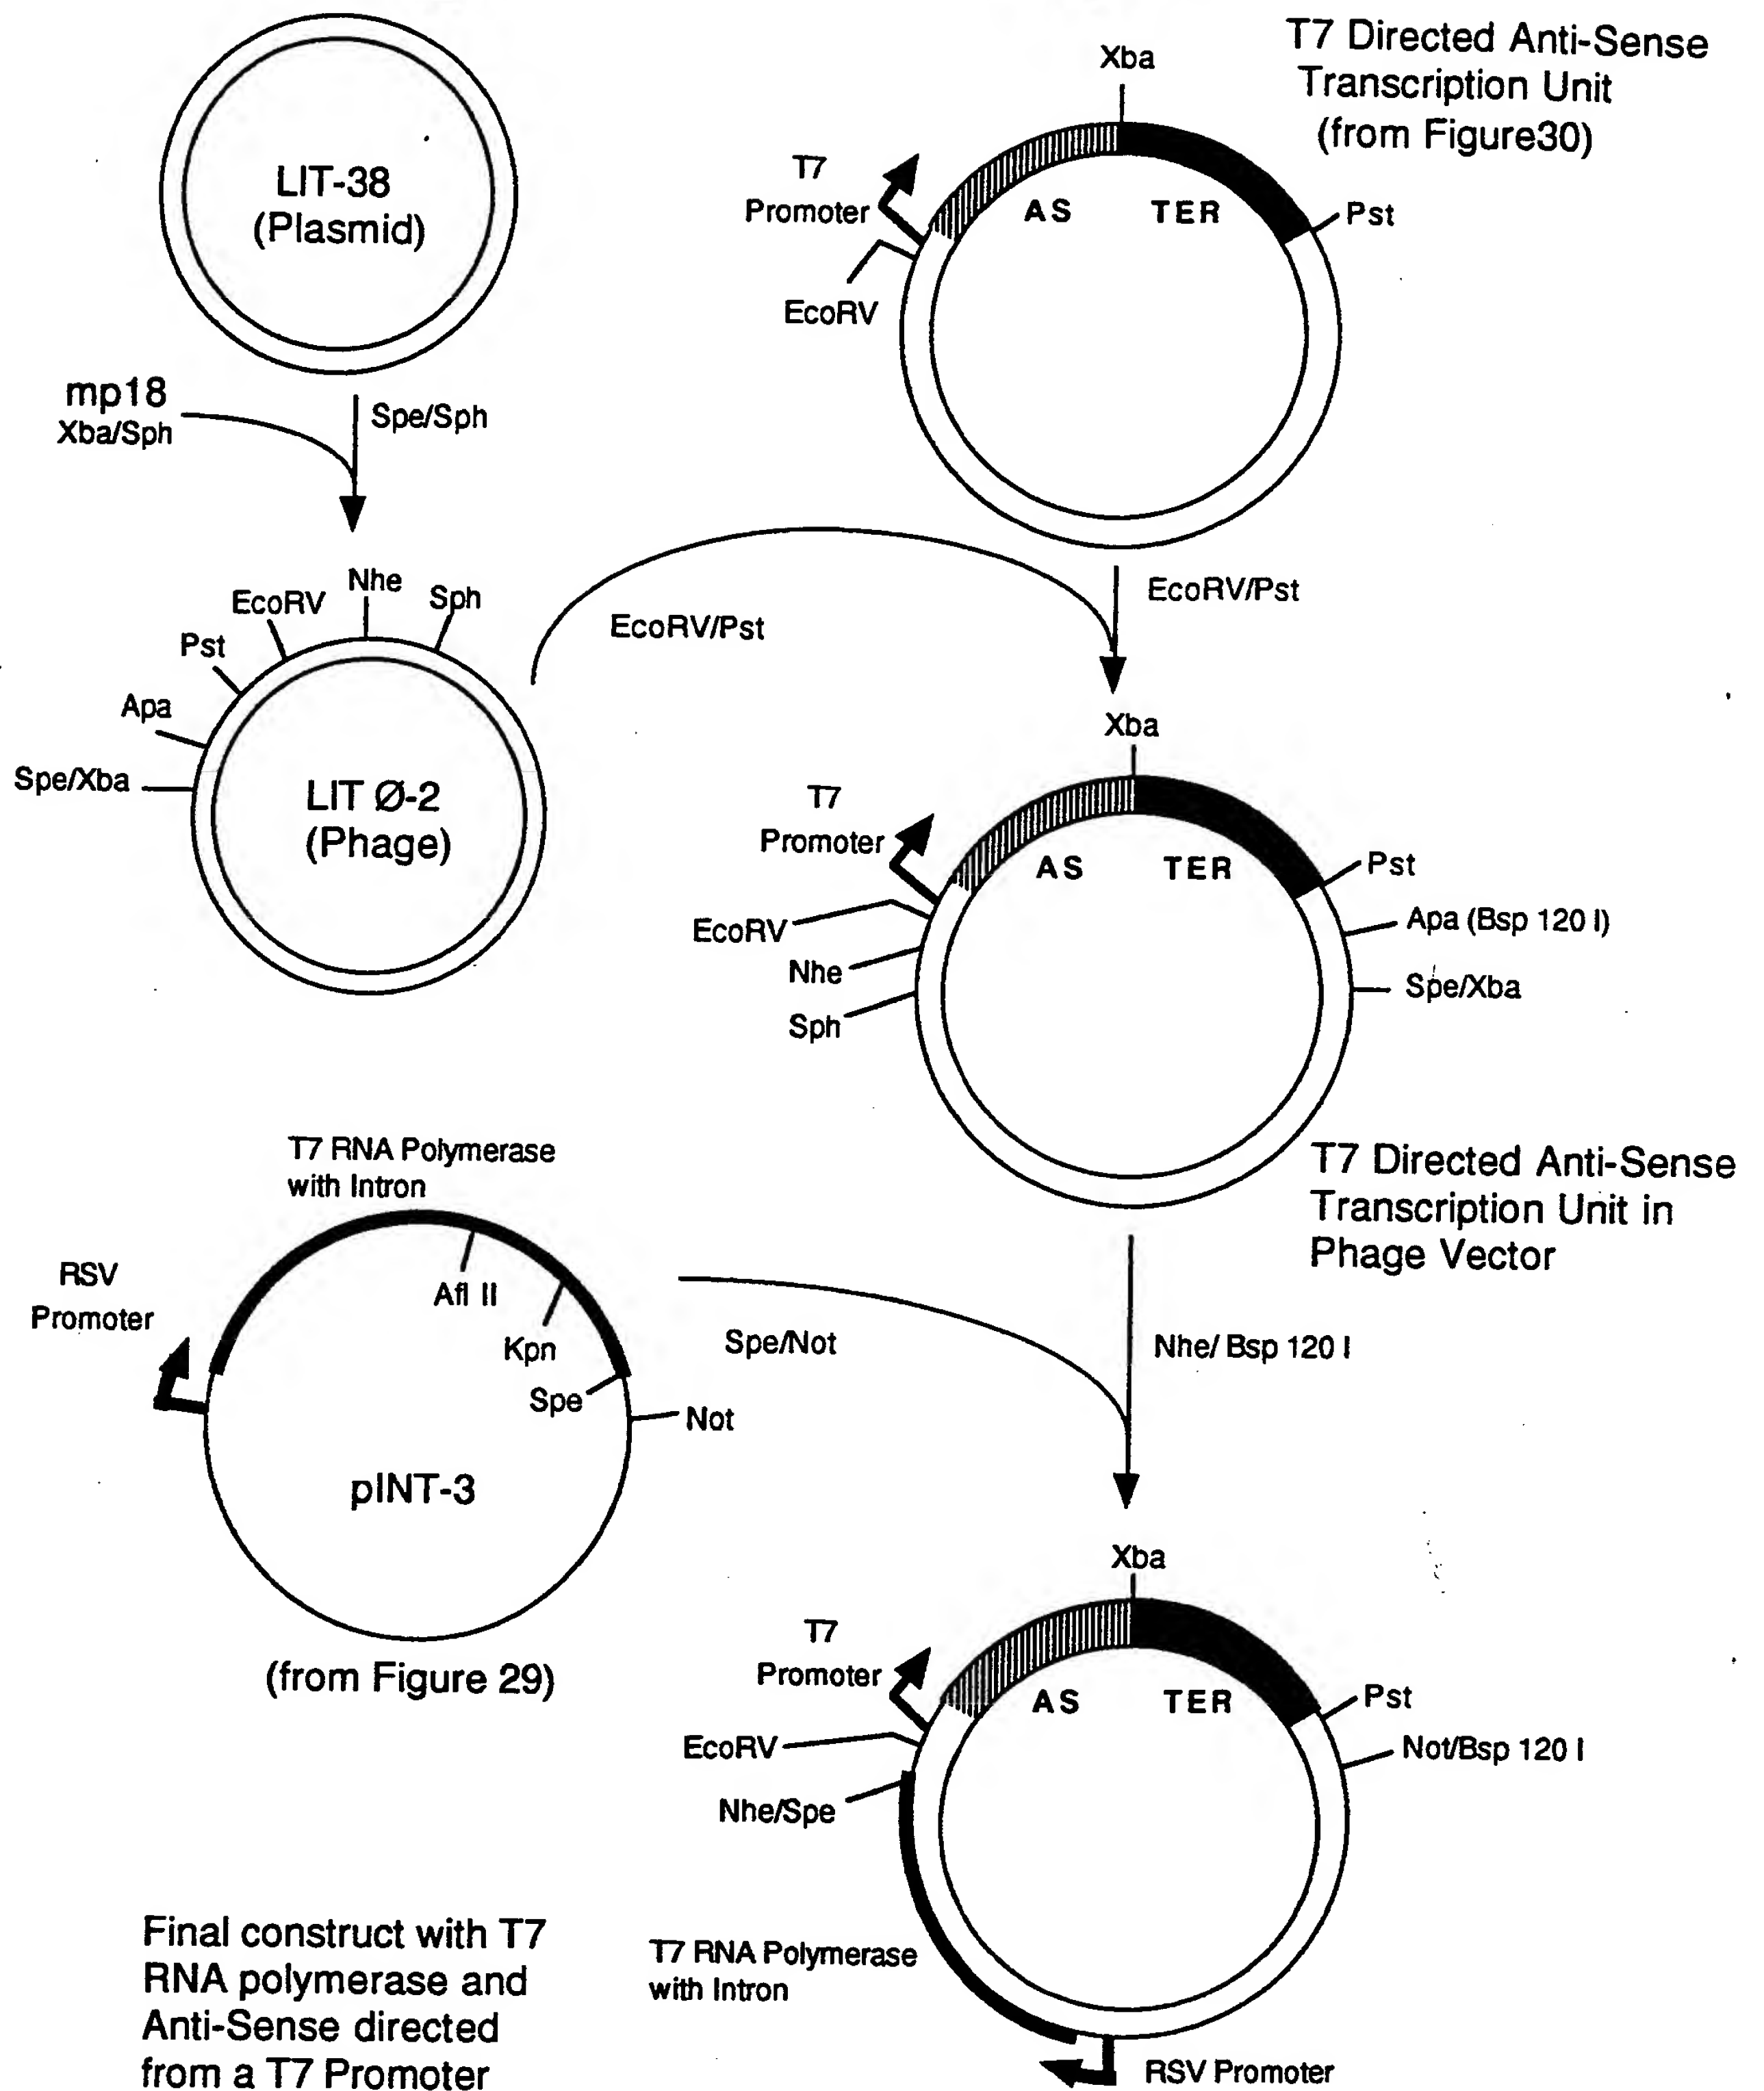 LIT-38
(Plasmid)
mp18
Xba/Sph
Spe/Sph
T7 Directed Anti-Sense
Transcription Unit
(from Figure30)
Xba
T7
Promoter
AS
TER
Pst
EcoRV
EcoRV/Pst
Nhe
EcoRV
Sph
Pst
Apa
Spe/Xba
LIT Ø-2
(Phage)
EcoRV/Pst
Xba
T7
Promoter
AS
TER
Pst
Apa (Bsp 120 I)
Spe/Xba
EcoRV
Nhe
Sph
T7 Directed Anti-Sense
Transcription Unit in
Phage Vector
T7 RNA Polymerase
with Intron
RSV
Promoter
Afl II
Kpn
Spe
Not
pINT-3
(from Figure 29)
Spe/Not
Nhe/ Bsp 120 I
Xba
T7
Promoter
AS
TER
Pst
Not/Bsp 120 I
EcoRV
Nhe/Spe
T7 RNA Polymerase
with Intron
RSV Promoter
Final construct with T7
RNA polymerase and
Anti-Sense directed
from a T7 Promoter